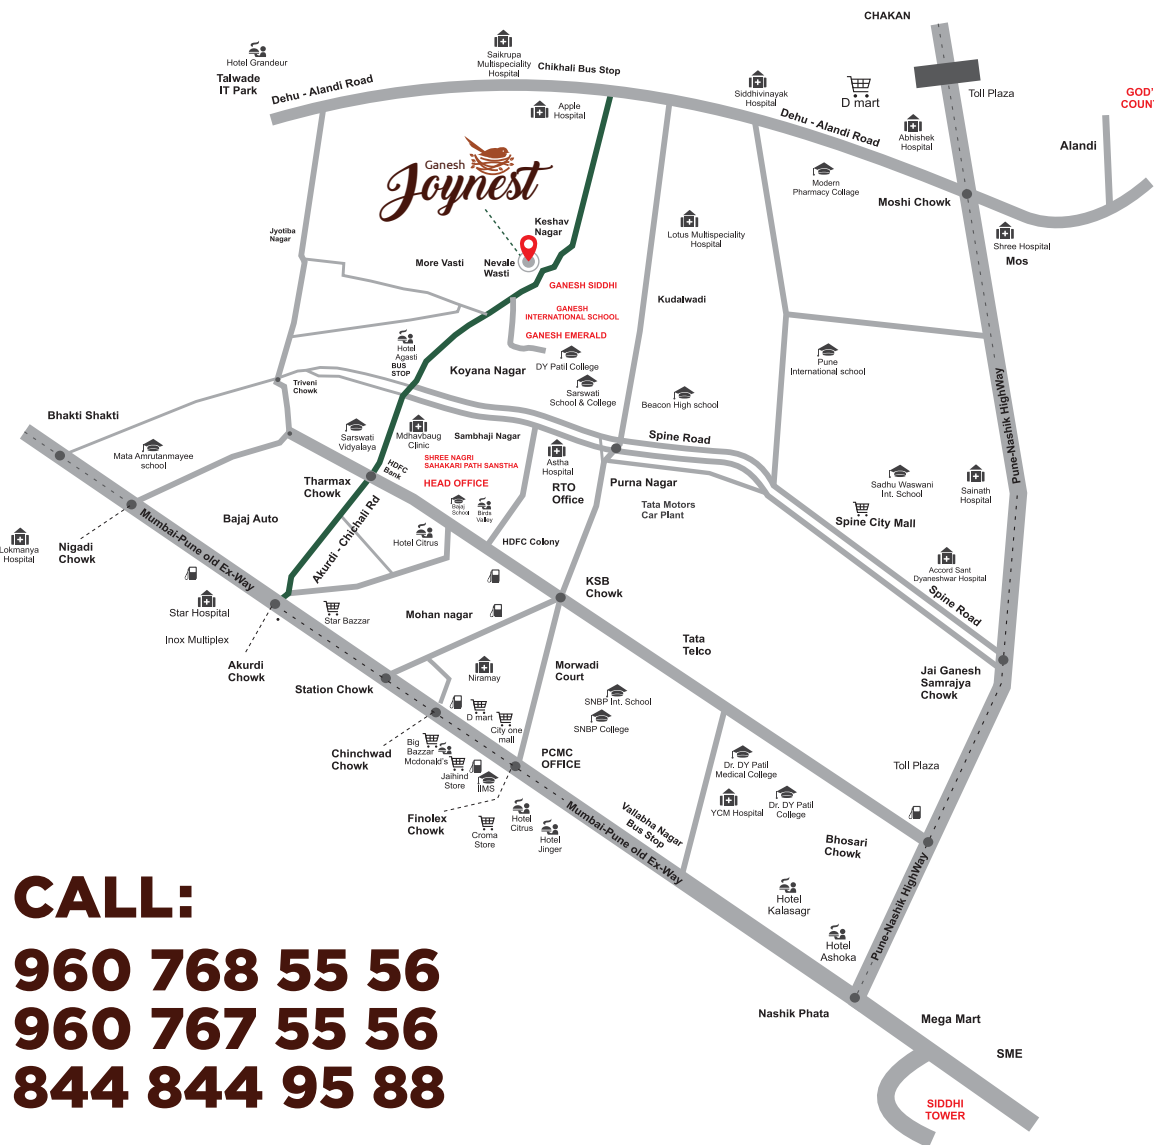 CHAKAN
Hotel Grandeur
Talwade
IT Park
Dehu - Alandi Road
Saikrupa
Multispeciality
Hospital
Chikhali Bus Stop
Apple
Hospital
Siddhivinayak
Hospital
D mart
Toll Plaza
GOD'
COUN
Dehu - Alandi Road
Abhishek
Hospital
Alandi
Ganesh
Joynest
Modern
Pharmacy Collage
Moshi Chowk
Jyotiba
Nagar
Keshav
Nagar
Lotus Multispeciality
Hospital
Shree Hospital
Mos
More Vasti
Nevale
Wasti
GANESH SIDDHI
Kudalwadi
GANESH
INTERNATIONAL SCHOOL
GANESH EMERALD
Hotel
Agasti
BUS
STOP
Koyana Nagar
DY Patil College
Pune
International school
Sarswati
School & College
Beacon High school
Triveni
Chowk
Bhakti Shakti
Mata Amrutanmayee
school
Sarswati
Vidyalaya
Mdhavbaug
Clinic
Sambhaji Nagar
Spine Road
Pune-Nashik HighWay
SHREE NAGRI
SAHAKARI PATH SANSTHA
HEAD OFFICE
HDFC
Bank
Astha
Hospital
RTO
Office
Purna Nagar
Tharmax
Chowk
Sadhu Waswani
Int. School
Sainath
Hospital
Bajaj
School
Birds
Valley
Tata Motors
Car Plant
Spine City Mall
Bajaj Auto
Mumbai-Pune old Ex-Way
Akurdi - Chichali Rd
Hotel Citrus
HDFC Colony
Lokmanya
Hospital
Nigadi
Chowk
Accord Sant
Dyaneshwar Hospital
Spine Road
KSB
Chowk
Star Hospital
Star Bazzar
Mohan nagar
Inox Multiplex
Tata
Telco
Akurdi
Chowk
Station Chowk
Niramay
Morwadi
Court
Jai Ganesh
Samrajya
Chowk
SNBP Int. School
D mart
SNBP College
City one
mall
Chinchwad
Chowk
Big
Bazzar
Mcdonald's
PCMC
OFFICE
Jaihind
Store
IIMS
Dr. DY Patil
Medical College
Toll Plaza
Finolex
Chowk
Croma
Store
Hotel
Citrus
Hotel
Jinger
Mumbai-Pune old Ex-Way
Vallabha Nagar
Bus Stop
YCM Hospital
Dr. DY Patil
College
Bhosari
Chowk
Pune-Nashik HighWay
Hotel
Kalasagr
Hotel
Ashoka
CALL:
960 768 55 56
960 767 55 56
844 844 95 88
Nashik Phata
Mega Mart
SME
SIDDHI
TOWER